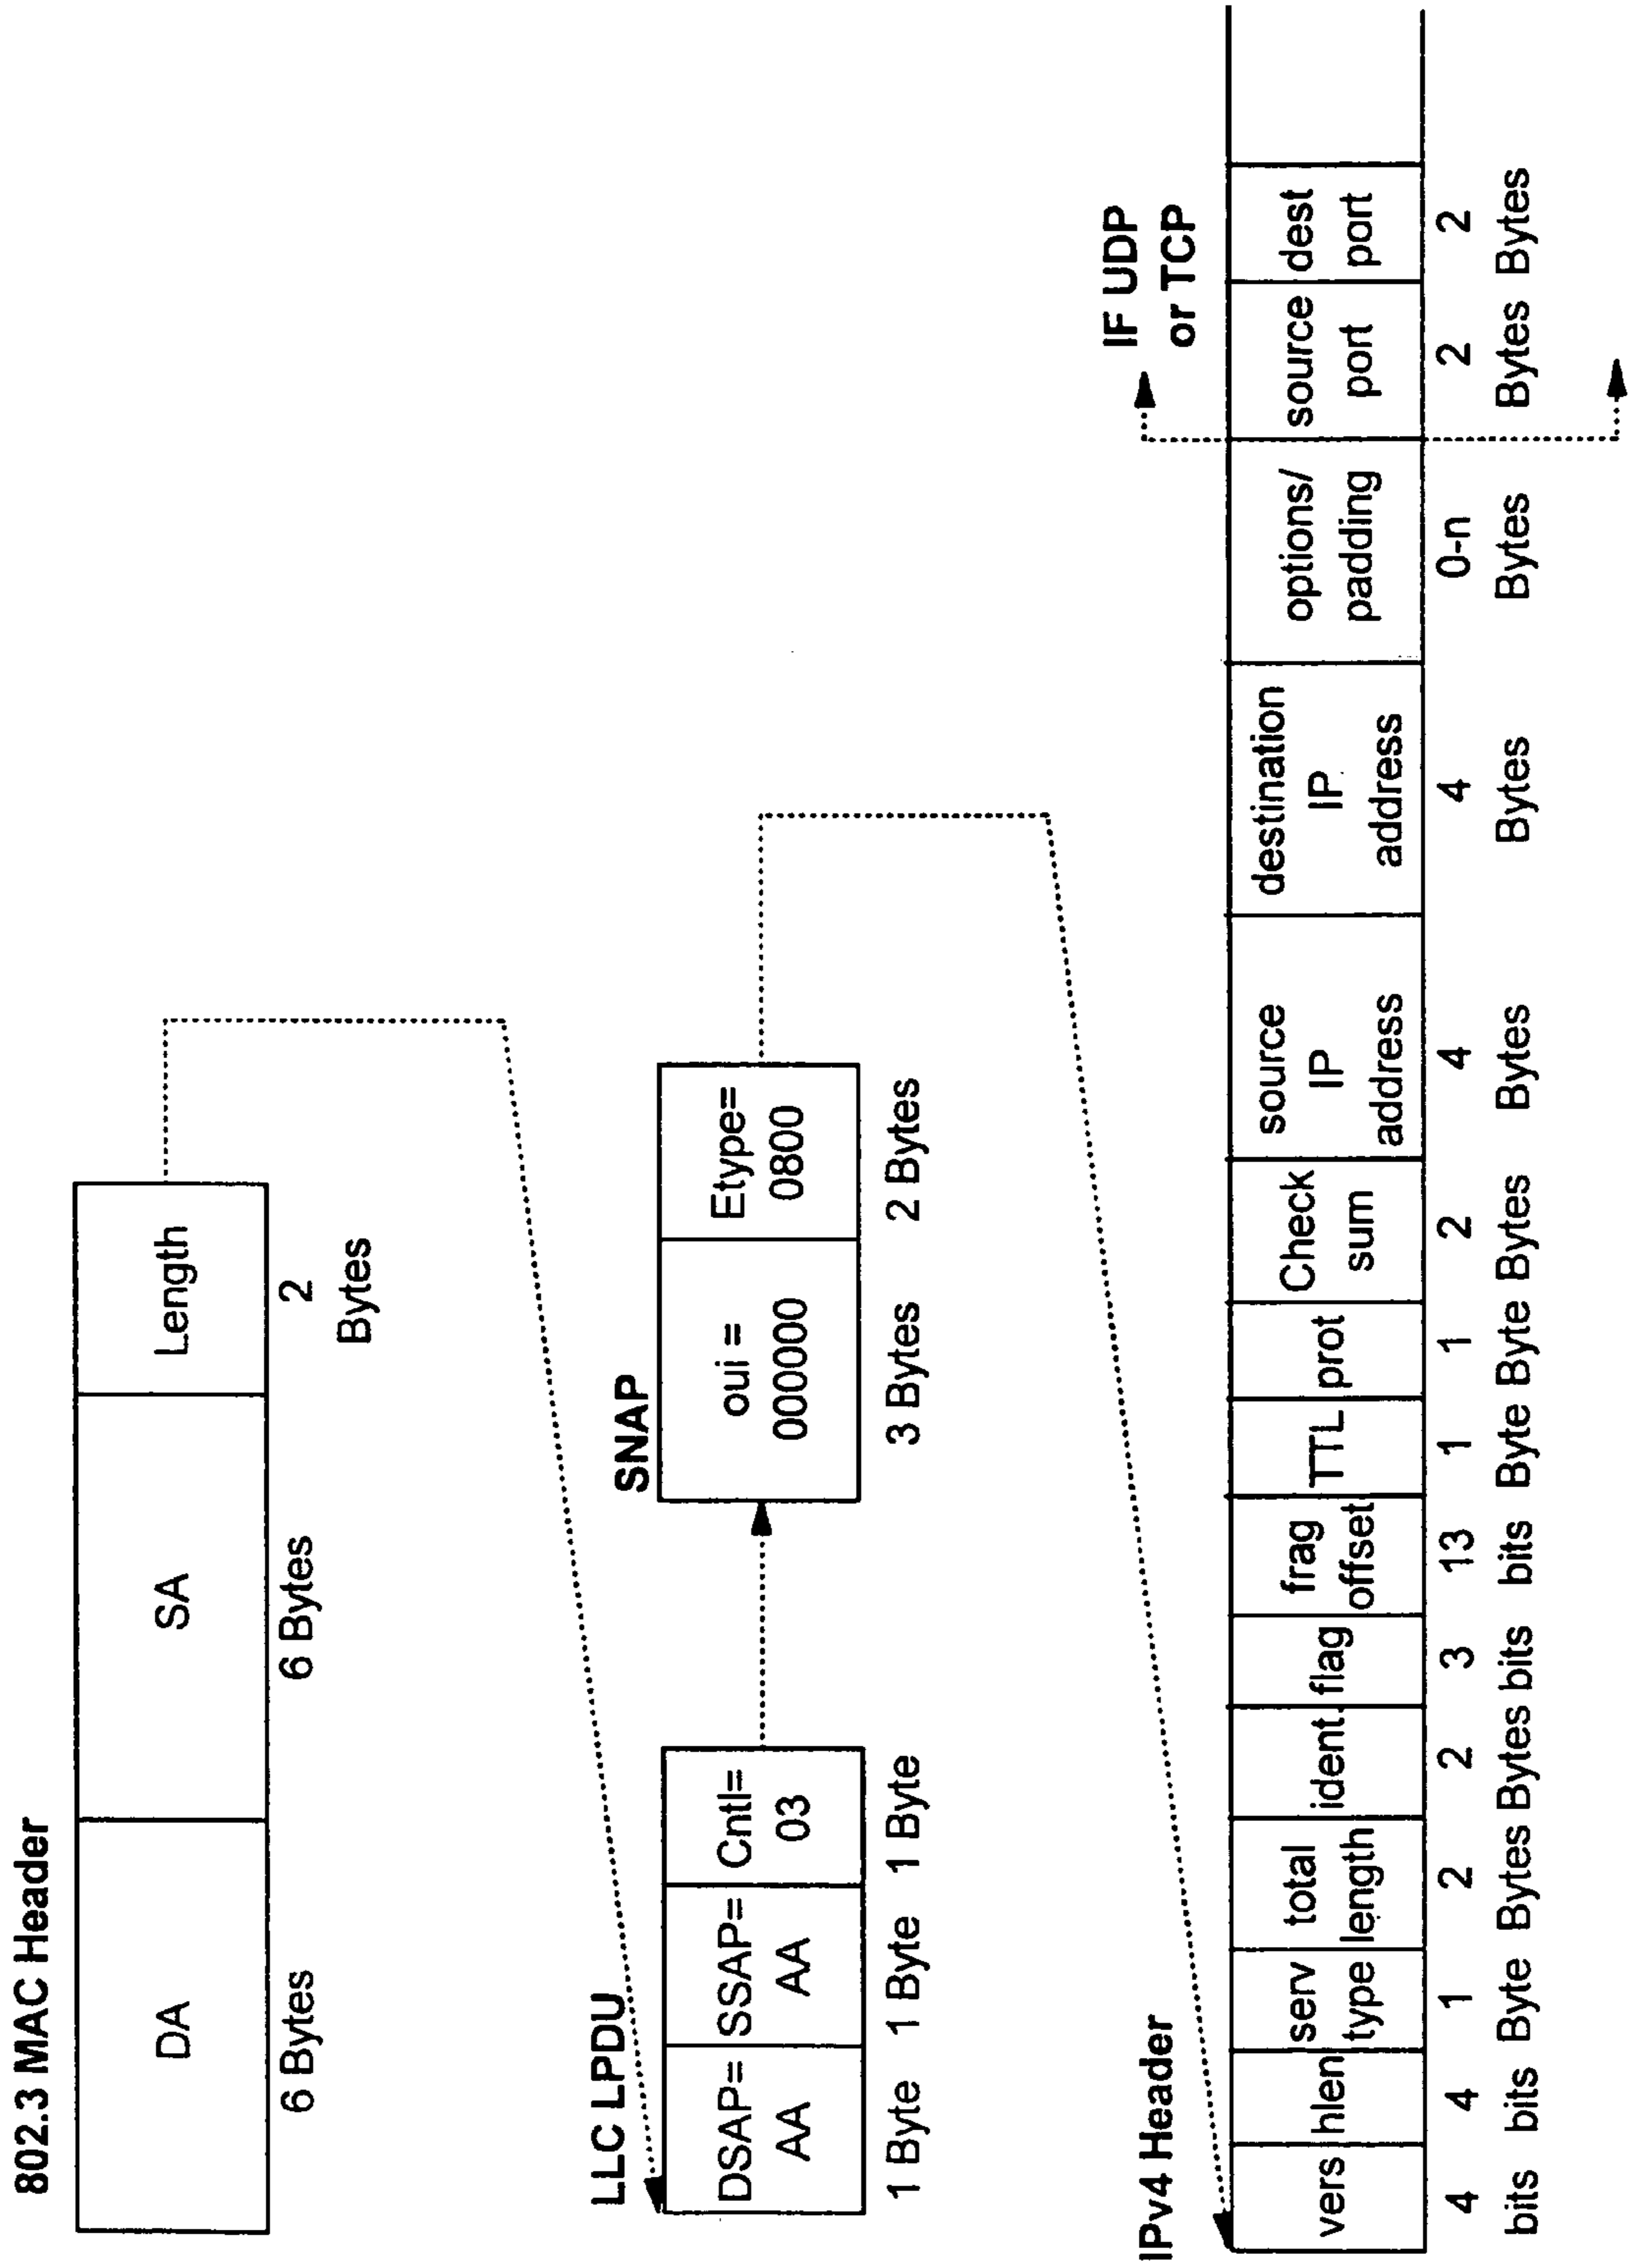 802.3 MAC Header
DA
SA
Length
6 Bytes
6 Bytes
2
Bytes
LLC LPDU
DSAP=
AA
SSAP=
AA
Cntl=
03
1 Byte
1 Byte
1 Byte
SNAP
oui =
000000
Etype=
0800
3 Bytes
2 Bytes
IPv4 Header
IF UDP
or TCP
vers
hlen
serv
type
total
length
ident.
flag
frag
offset
TTL
prot
Check
sum
source
IP
address
destination
IP
address
options/
padding
source
port
dest
port
4 4 1 2 2 3 13 1 1 2 4 4 0-n 2 2
bits bits Byte Bytes Bytes bits bits Byte Byte Bytes Bytes Bytes Bytes Bytes Bytes